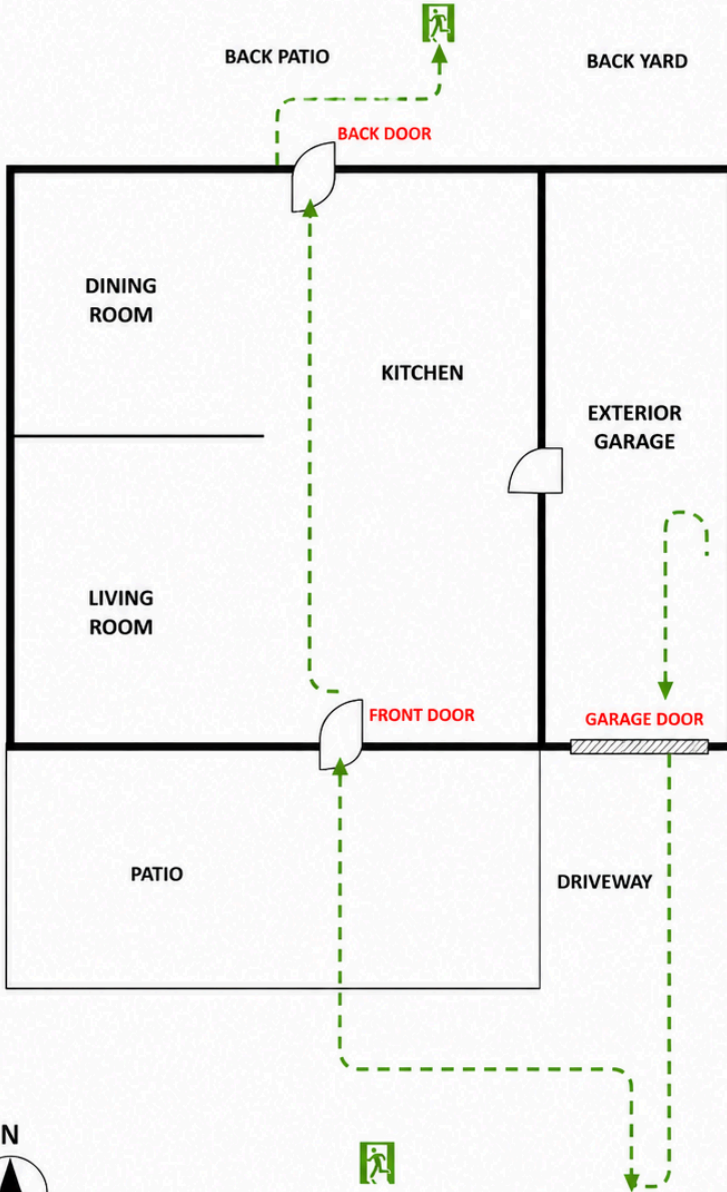 BACK PATIO
BACK YARD
BACK DOOR
DINING
ROOM
KITCHEN
EXTERIOR
GARAGE
LIVING
ROOM
FRONT DOOR
GARAGE DOOR
PATIO
DRIVEWAY
N